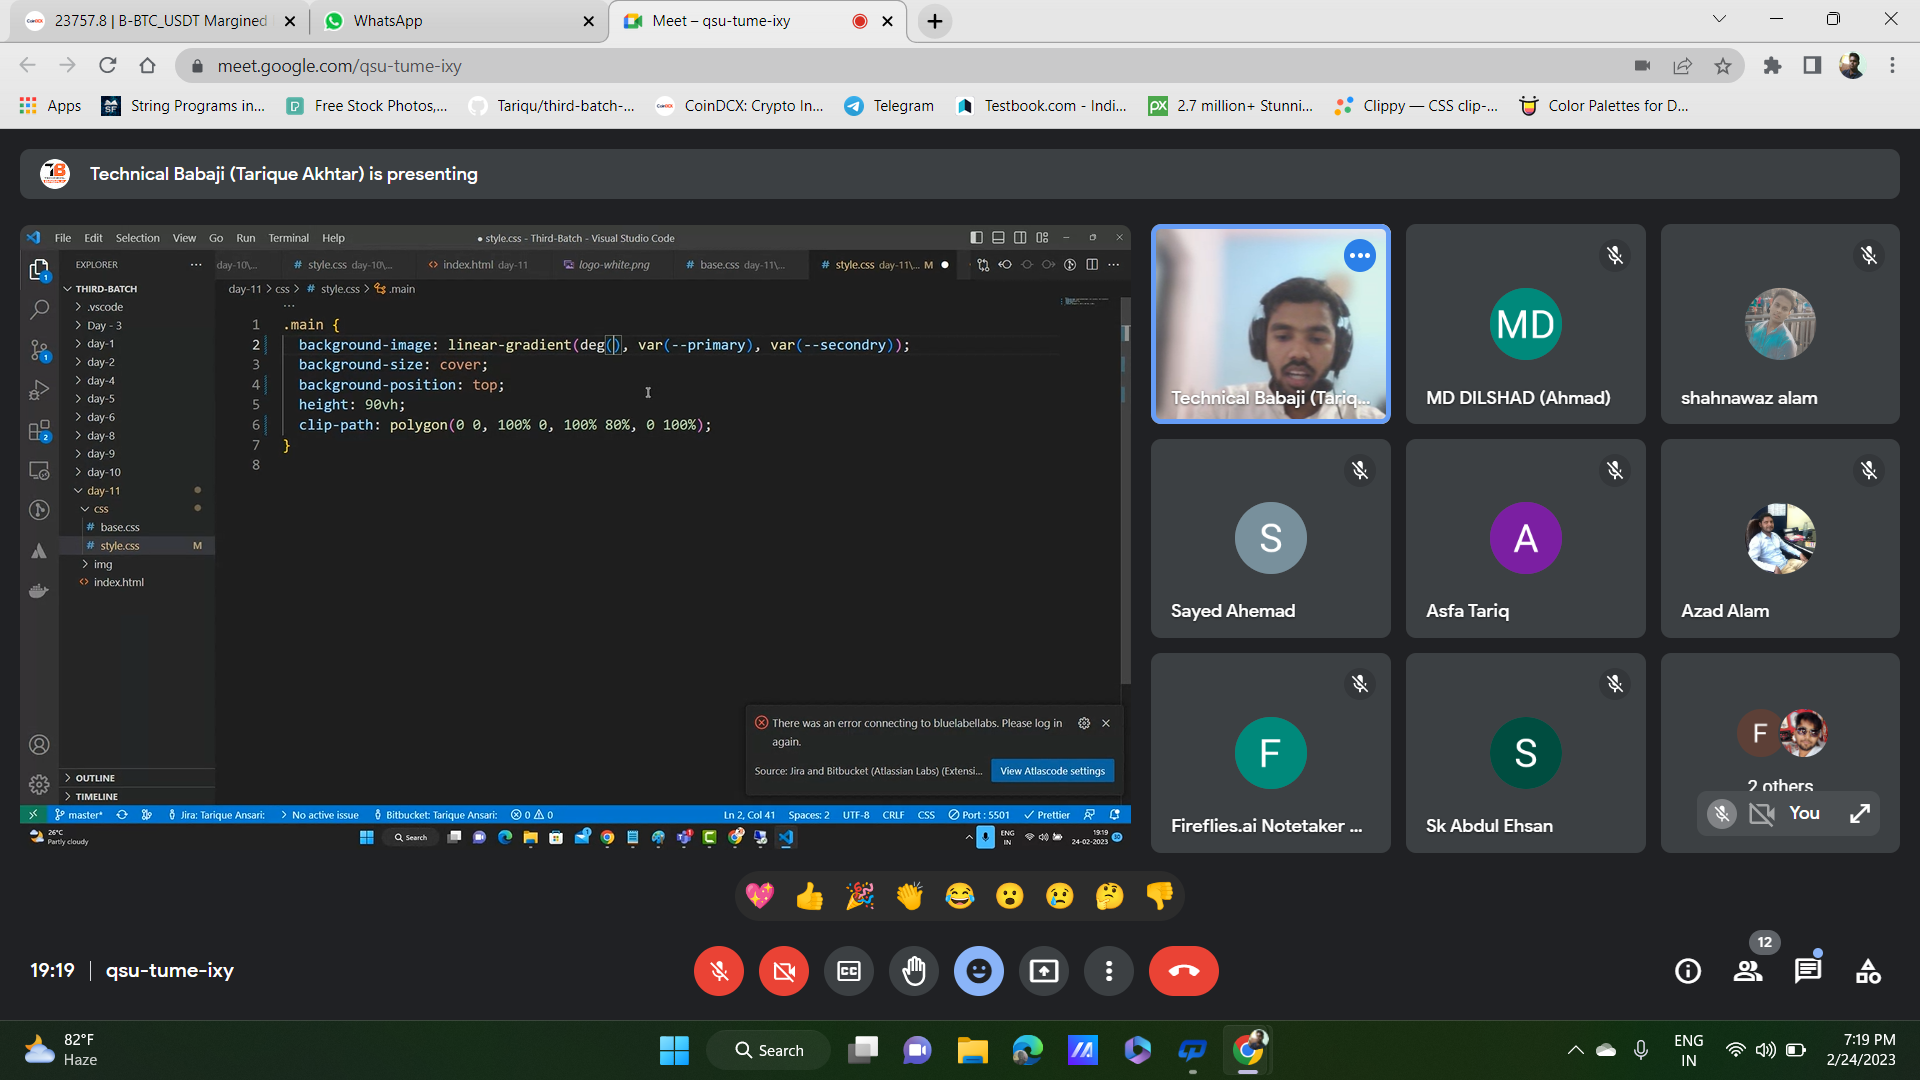 23757.8 | B-BTC_USDT Margined
WhatsApp
Meet – qsu-tume-ixy
meet.google.com/qsu-tume-ixy
Apps
String Programs in...
Free Stock Photos,...
Tariqu/third-batch-...
CoinDCX: Crypto In...
Telegram
Testbook.com - Indi...
2.7 million+ Stunni...
Clippy — CSS clip-...
Color Palettes for D...
Technical Babaji (Tarique Akhtar) is presenting
File Edit Selection View Go Run Terminal Help
● style.css - Third-Batch - Visual Studio Code
EXPLORER
day-10\...
# style.css day-10\...
index.html day-11
logo-white.png
# base.css day-11\...
# style.css day-11\... M
day-11 > css > # style.css > .main
THIRD-BATCH
.vscode
Day - 3
day-1
day-2
day-4
day-5
day-6
day-8
day-9
day-10
day-11
css
# base.css
# style.css M
img
index.html
OUTLINE
TIMELINE
1 .main {
2 background-image: linear-gradient(deg(), var(--primary), var(--secondry));
3 background-size: cover;
4 background-position: top;
5 height: 90vh;
6 clip-path: polygon(0 0, 100% 0, 100% 80%, 0 100%);
7 }
8
There was an error connecting to bluelabellabs. Please log in
again.
Source: Jira and Bitbucket (Atlassian Labs) (Extensi...
View Atlascode settings
master*
Jira: Tarique Ansari:
No active issue
Bitbucket: Tarique Ansari:
0 0
Ln 2, Col 41
Spaces: 2
UTF-8
CRLF
CSS
Port : 5501
Prettier
26°C
Partly cloudy
Search
ENG
IN
19:19
24-02-2023
Technical Babaji (Tariq...
MD
MD DILSHAD (Ahmad)
shahnawaz alam
S
Sayed Ahemad
A
Asfa Tariq
Azad Alam
F
Fireflies.ai Notetaker ...
S
Sk Abdul Ehsan
F
2 others
You
19:19 | qsu-tume-ixy
CC
12
82°F
Haze
Search
ENG
IN
7:19 PM
2/24/2023